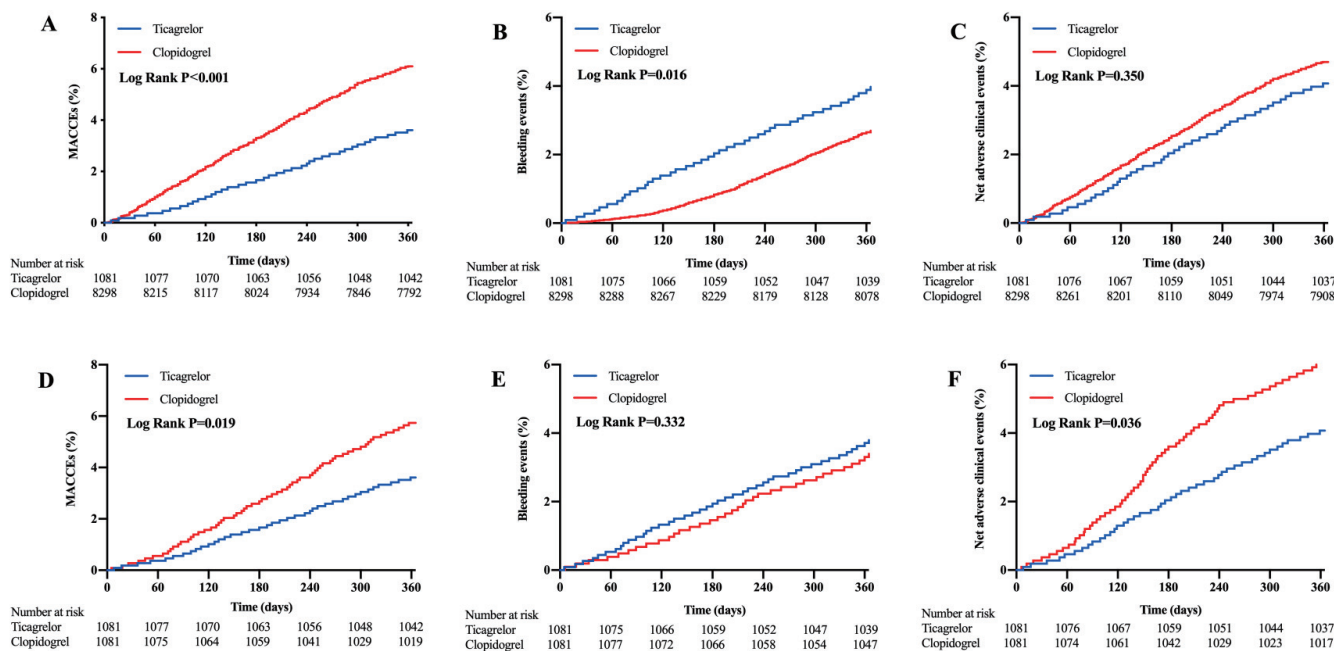 A
Ticagrelor
Clopidogrel
Log Rank P<0.001
MACCEs (%)
8
6
4
2
0
0 60 120 180 240 300 360
Time (days)
Number at risk
Ticagrelor 1081 1077 1070 1063 1056 1048 1042
Clopidogrel 8298 8215 8117 8024 7934 7846 7792
B
Ticagrelor
Clopidogrel
Log Rank P=0.016
Bleeding events (%)
6
4
2
0
0 60 120 180 240 300 360
Time (days)
Number at risk
Ticagrelor 1081 1075 1066 1059 1052 1047 1039
Clopidogrel 8298 8288 8267 8229 8179 8128 8078
C
Ticagrelor
Clopidogrel
Log Rank P=0.350
Net adverse clinical events (%)
6
4
2
0
0 60 120 180 240 300 360
Time (days)
Number at risk
Ticagrelor 1081 1076 1067 1059 1051 1044 1037
Clopidogrel 8298 8261 8201 8110 8049 7974 7908
D
Ticagrelor
Clopidogrel
Log Rank P=0.019
MACCEs (%)
8
6
4
2
0
0 60 120 180 240 300 360
Time (days)
Number at risk
Ticagrelor 1081 1077 1070 1063 1056 1048 1042
Clopidogrel 1081 1075 1064 1059 1041 1029 1019
E
Ticagrelor
Clopidogrel
Log Rank P=0.332
Bleeding events (%)
6
4
2
0
0 60 120 180 240 300 360
Time (days)
Number at risk
Ticagrelor 1081 1075 1066 1059 1052 1047 1039
Clopidogrel 1081 1077 1072 1066 1058 1054 1047
F
Ticagrelor
Clopidogrel
Log Rank P=0.036
Net adverse clinical events (%)
6
4
2
0
0 60 120 180 240 300 360
Time (days)
Number at risk
Ticagrelor 1081 1076 1067 1059 1051 1044 1037
Clopidogrel 1081 1074 1061 1042 1029 1023 1017